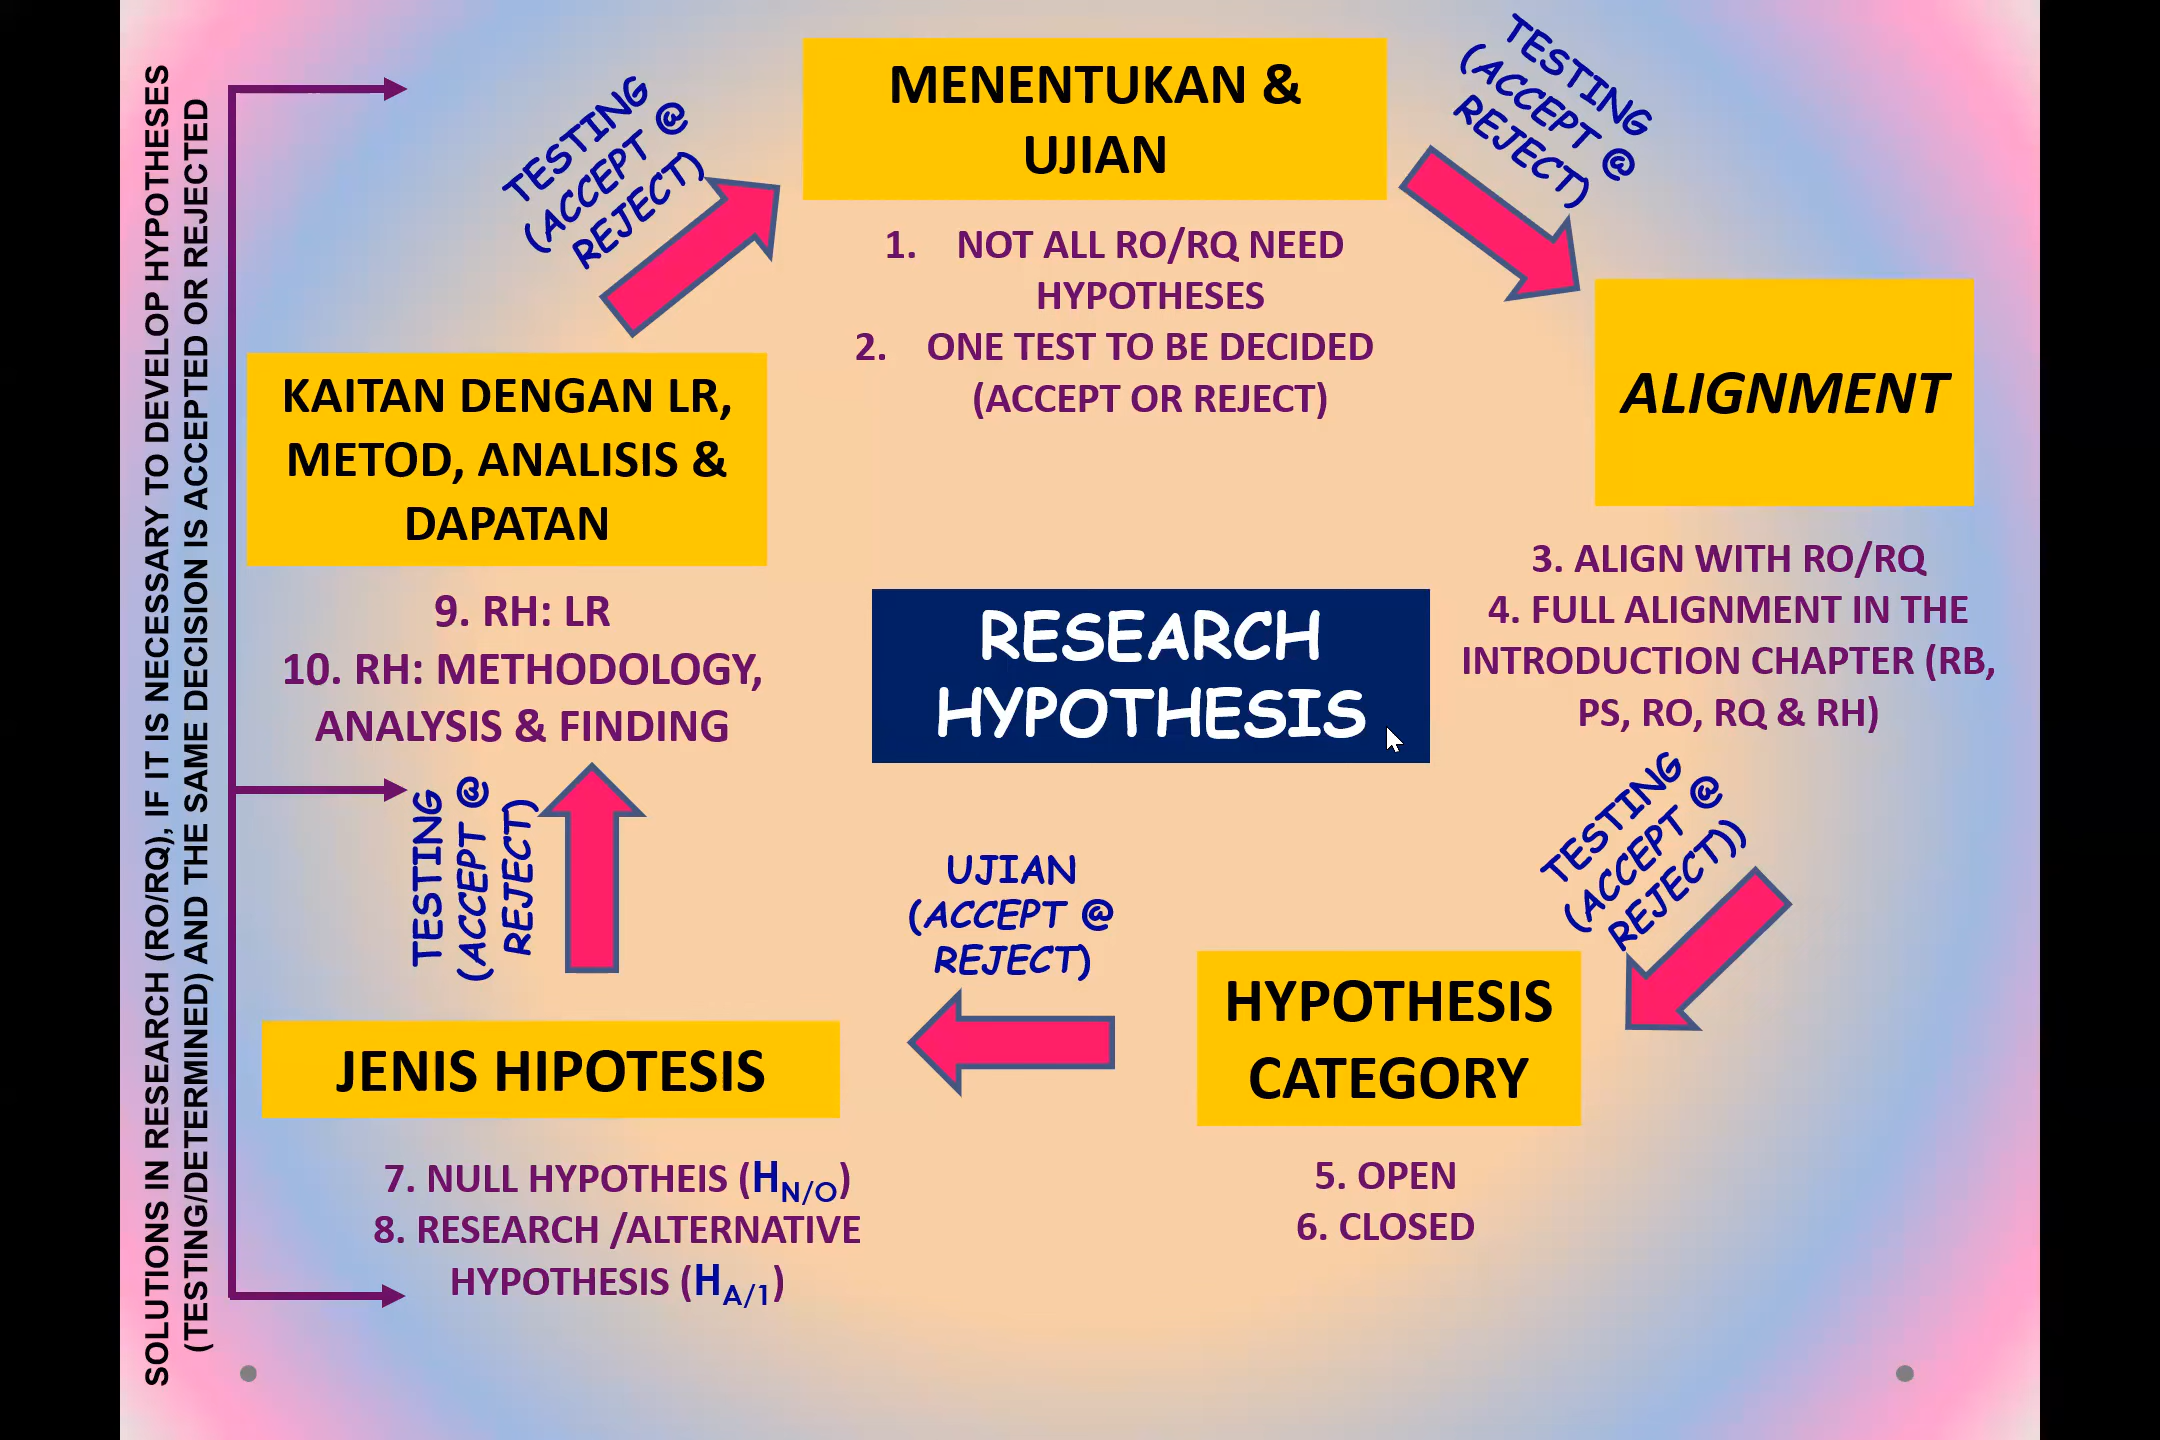 SOLUTIONS IN RESEARCH (RO/RQ), IF IT IS NECESSARY TO DEVELOP HYPOTHESES
(TESTING/DETERMINED) AND THE SAME DECISION IS ACCEPTED OR REJECTED
MENENTUKAN &
UJIAN
1. NOT ALL RO/RQ NEED
HYPOTHESES
2. ONE TEST TO BE DECIDED
(ACCEPT OR REJECT)
TESTING
(ACCEPT @
REJECT)
ALIGNMENT
3. ALIGN WITH RO/RQ
4. FULL ALIGNMENT IN THE
INTRODUCTION CHAPTER (RB,
PS, RO, RQ & RH)
TESTING
(ACCEPT @
REJECT))
HYPOTHESIS
CATEGORY
5. OPEN
6. CLOSED
UJIAN
(ACCEPT @
REJECT)
JENIS HIPOTESIS
7. NULL HYPOTHEIS (HN/O)
8. RESEARCH /ALTERNATIVE
HYPOTHESIS (HA/1)
TESTING
(ACCEPT @
REJECT)
KAITAN DENGAN LR,
METOD, ANALISIS &
DAPATAN
9. RH: LR
10. RH: METHODOLOGY,
ANALYSIS & FINDING
TESTING
(ACCEPT @
REJECT)
RESEARCH
HYPOTHESIS